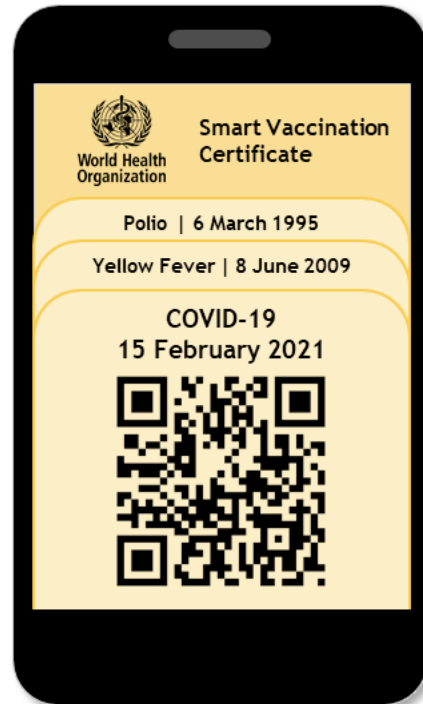 World Health
Organization
Smart Vaccination
Certificate
Polio | 6 March 1995
Yellow Fever | 8 June 2009
COVID-19
15 February 2021